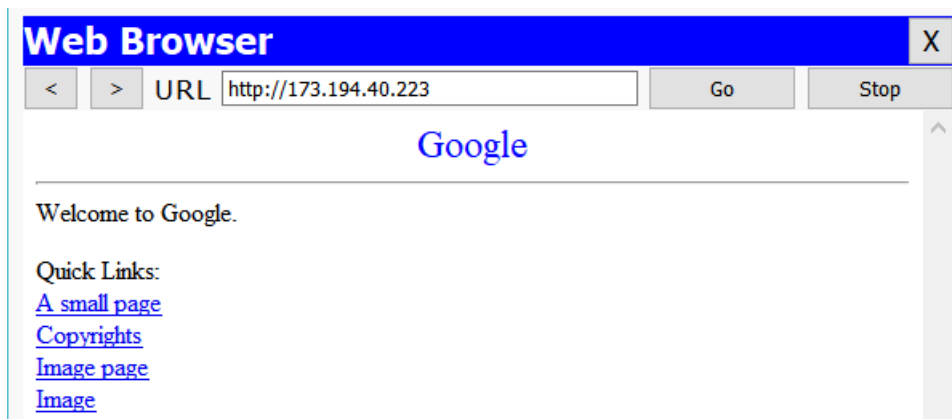 Web Browser X
< > URL http://173.194.40.223 Go Stop
Google
Welcome to Google.
Quick Links:
A small page
Copyrights
Image page
Image